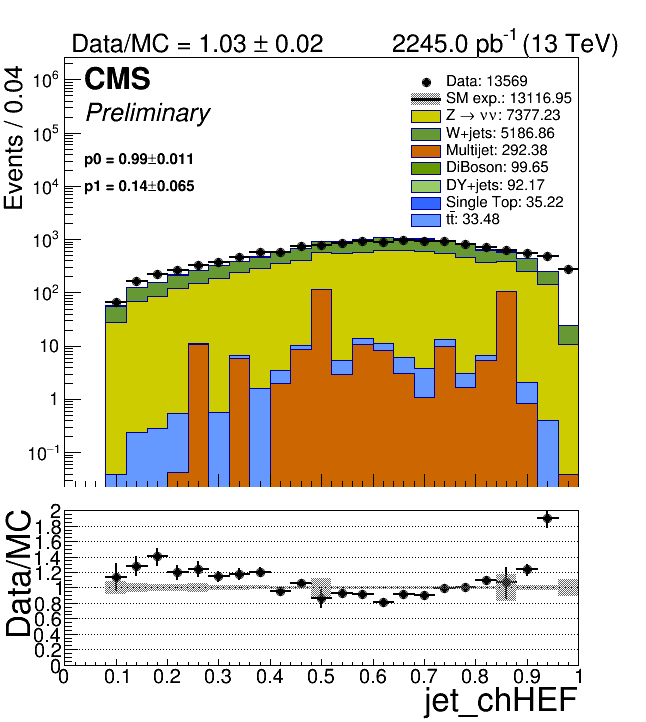 Data/MC = 1.03 ± 0.02
2245.0 pb⁻¹ (13 TeV)
CMS
Preliminary
p0 = 0.99±0.011
p1 = 0.14±0.065
Data: 13569
SM exp.: 13116.95
Z → νν: 7377.23
W+jets: 5186.86
Multijet: 292.38
DiBoson: 99.65
DY+jets: 92.17
Single Top: 35.22
tt̄: 33.48
Events / 0.04
10⁶
10⁵
10⁴
10³
10²
10
1
10⁻¹
Data/MC
2
1.8
1.6
1.4
1.2
1
0.8
0.6
0.4
0.2
0
0 0.1 0.2 0.3 0.4 0.5 0.6 0.7 0.8 0.9 1
jet_chHEF